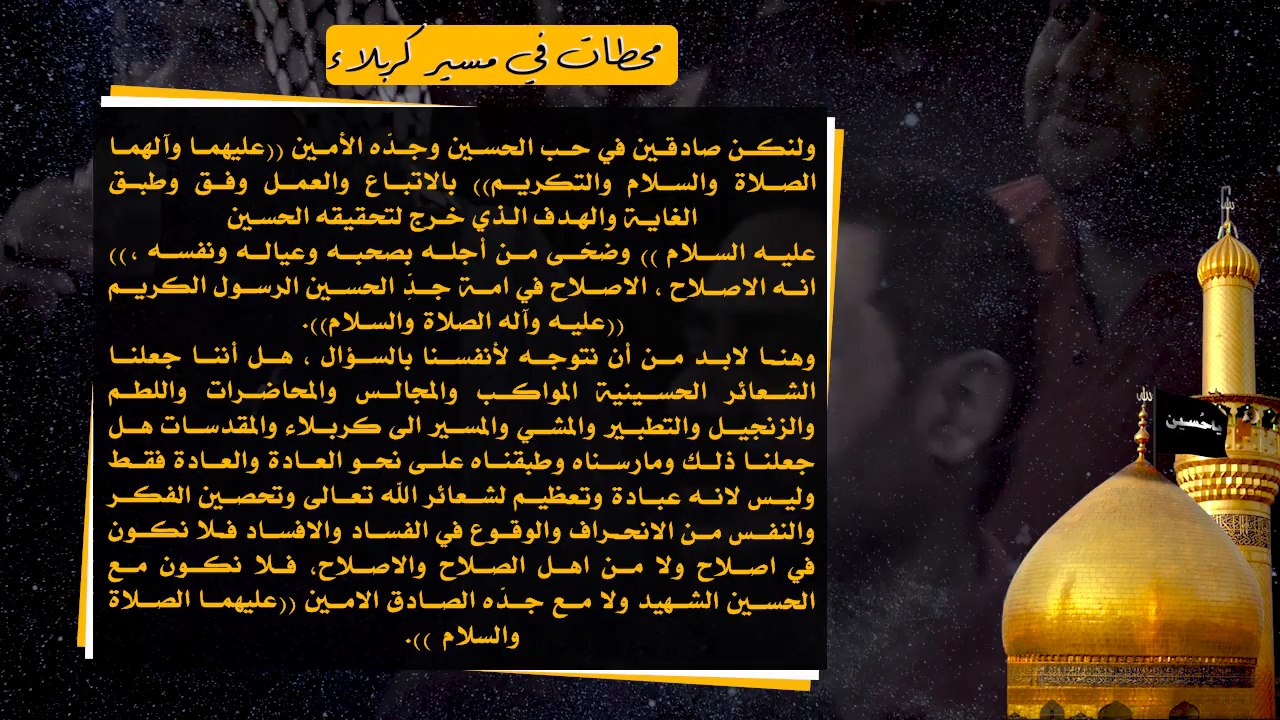 محطات في مسير كربلاء
ولنكن صادقين في حب الحسين وجدّه الأمين ((عليهما وآلهما
الصلاة والسلام والتكريم)) بالاتباع والعمل وفق وطبق
الغاية والهدف الذي خرج لتحقيقه الحسين
عليه السلام )) وضحّى من أجله بصحبه وعياله ونفسه ،((
انه الاصلاح ، الاصلاح في امة جدِّ الحسين الرسول الكريم
((عليه وآله الصلاة والسلام)).
وهنا لابد من أن نتوجه لأنفسنا بالسؤال ، هل أننا جعلنا
الشعائر الحسينية المواكب والمجالس والمحاضرات واللطم
والزنجيل والتطبير والمشي والمسير الى كربلاء والمقدسات هل
جعلنا ذلك ومارسناه وطبقناه على نحو العادة والعادة فقط
وليس لانه عبادة وتعظيم لشعائر الله تعالى وتحصين الفكر
والنفس من الانحراف والوقوع في الفساد والافساد فلا نكون
في اصلاح ولا من اهل الصلاح والاصلاح، فلا نكون مع
الحسين الشهيد ولا مع جدّه الصادق الامين ((عليهما الصلاة
والسلام )).
ياحسين